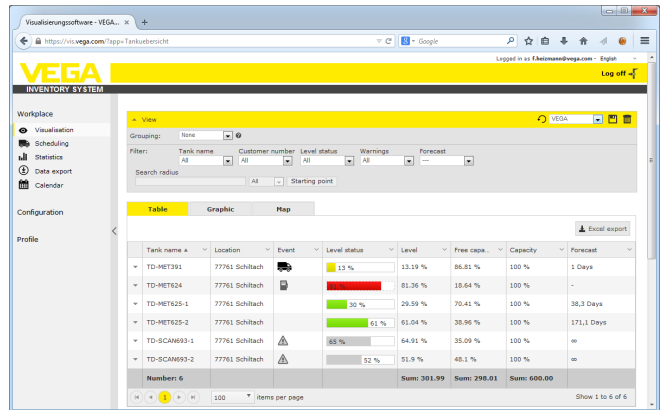 Visualisierungssoftware - VEGA...
https://vis.vega.com/?app=Tankuebersicht
Google
Logged in as f.heizmann@vega.com - English
VEGA
Log off
INVENTORY SYSTEM
Workplace
Visualisation
Scheduling
Statistics
Data export
Calendar
Configuration
Profile
View
VEGA
Grouping: None
Filter: Tank name Customer number Level status Warnings Forecast
All All All All ---
Search radius
All Starting point
Table Graphic Map
Excel export
Tank name Location Event Level status Level Free capa... Capacity Forecast
TD-MET391 77761 Schiltach 13 % 13.19 % 86.81 % 100 % 1 Days
TD-MET624 77761 Schiltach 81 % 81.36 % 18.64 % 100 % -
TD-MET625-1 77761 Schiltach 30 % 29.59 % 70.41 % 100 % 38,3 Days
TD-MET625-2 77761 Schiltach 61 % 61.04 % 38.96 % 100 % 171,1 Days
TD-SCAN693-1 77761 Schiltach 65 % 64.91 % 35.09 % 100 % ∞
TD-SCAN693-2 77761 Schiltach 52 % 51.9 % 48.1 % 100 % ∞
Number: 6 Sum: 301.99 Sum: 298.01 Sum: 600.00
1 100 items per page Show 1 to 6 of 6